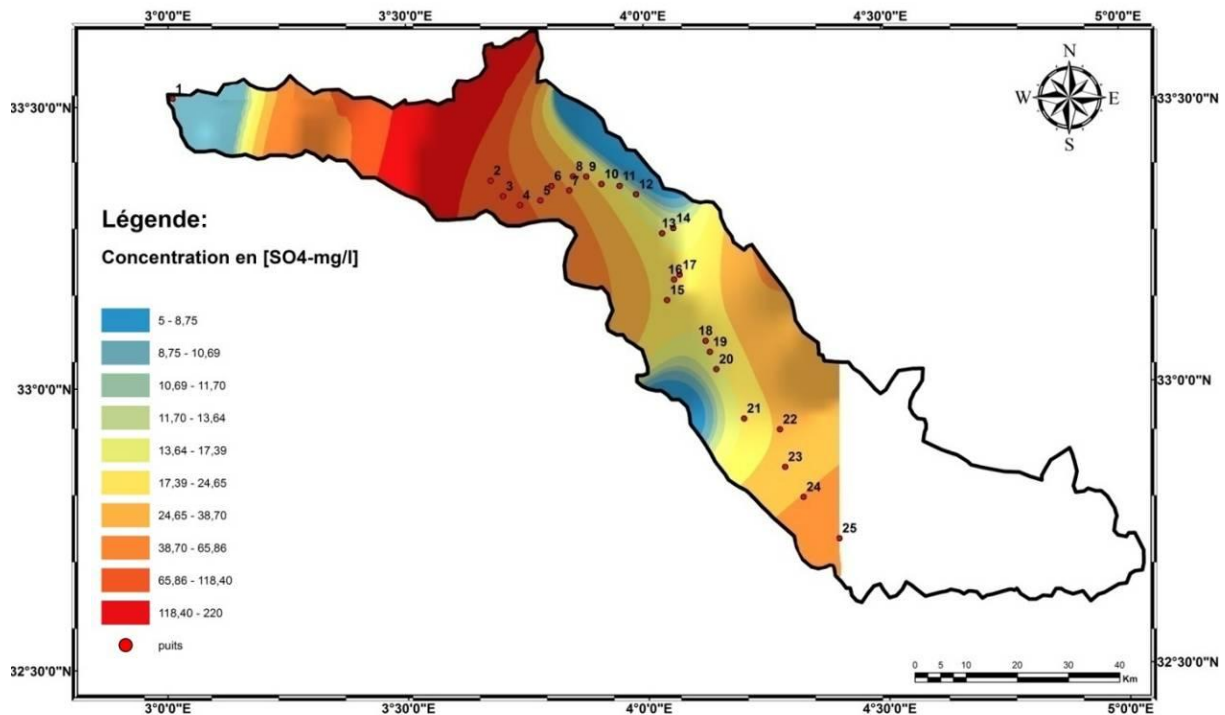 3°0'0"E 3°30'0"E 4°0'0"E 4°30'0"E 5°0'0"E
N
W E
S
33°30'0"N 33°30'0"N
1
2
3
4
5
6
7
8
9
10
11
12
13
14
15
16
17
18
19
20
21
22
23
24
25
Légende:
Concentration en [SO4-mg/l]
5 - 8,75
8,75 - 10,69
10,69 - 11,70
11,70 - 13,64
13,64 - 17,39
17,39 - 24,65
24,65 - 38,70
38,70 - 65,86
65,86 - 118,40
118,40 - 220
puits
33°0'0"N 33°0'0"N
32°30'0"N 32°30'0"N
0 5 10 20 30 40
Km
3°0'0"E 3°30'0"E 4°0'0"E 4°30'0"E 5°0'0"E